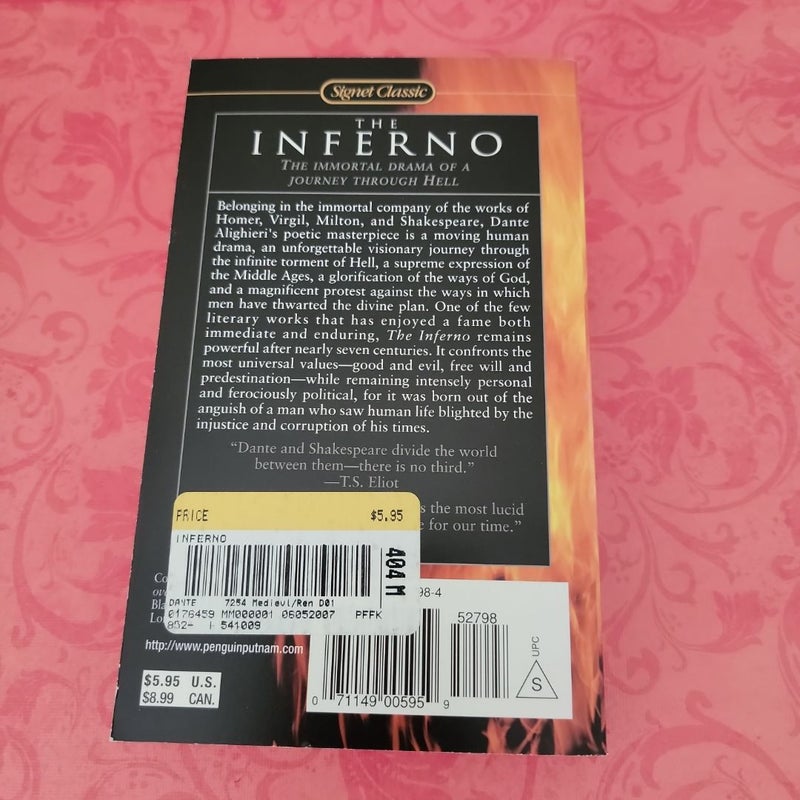 Signet Classic
THE
INFERNO
THE IMMORTAL DRAMA OF A
JOURNEY THROUGH HELL
Belonging in the immortal company of the works of
Homer, Virgil, Milton, and Shakespeare, Dante
Alighieri's poetic masterpiece is a moving human
drama, an unforgettable visionary journey through
the infinite torment of Hell, a supreme expression of
the Middle Ages, a glorification of the ways of God,
and a magnificent protest against the ways in which
men have thwarted the divine plan. One of the few
literary works that has enjoyed a fame both
immediate and enduring, The Inferno remains
powerful after nearly seven centuries. It confronts the
most universal values—good and evil, free will and
predestination—while remaining intensely personal
and ferociously political, for it was born out of the
anguish of a man who saw human life blighted by the
injustice and corruption of his times.
“Dante and Shakespeare divide the world
between them—there is no third.”
—T.S. Eliot
s the most lucid
e for our time.”
PRICE $5.95
INFERNO
404 M
DANTE 7254 Medievl/Ren D01
0176459 MM000001 06052007 PFFK
852- I 541009
98-4
52798
UPC
S
0 71149 00595 9
http://www.penguinputnam.com
$5.95 U.S.
$8.99 CAN.